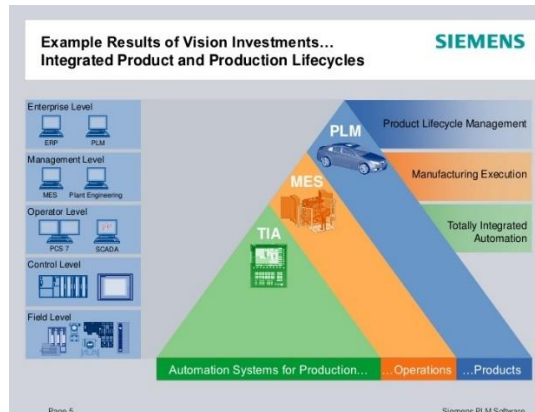 Example Results of Vision Investments…
Integrated Product and Production Lifecycles
SIEMENS
Enterprise Level
ERP
PLM
Management Level
MES
Plant Engineering
Operator Level
PCS 7
SCADA
Control Level
Field Level
PLM
MES
TIA
Product Lifecycle Management
Manufacturing Execution
Totally Integrated
Automation
Automation Systems for Production…
…Operations
…Products
Page 5
Siemens PLM Software